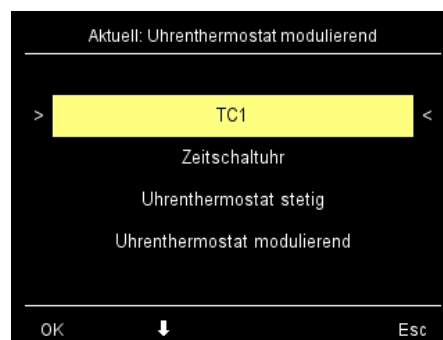 Aktuell: Uhrenthermostat modulierend
> TC1 <
Zeitschaltuhr
Uhrenthermostat stetig
Uhrenthermostat modulierend
OK ⬇ Esc